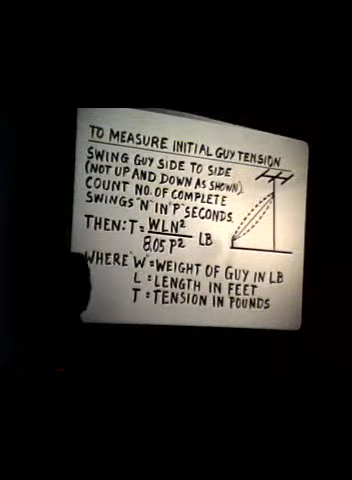 TO MEASURE INITIAL GUY TENSION
SWING GUY SIDE TO SIDE
(NOT UP AND DOWN AS SHOWN)
COUNT NO. OF COMPLETE
SWINGS "N" IN "P" SECONDS.
THEN: T = WLN²/8.05 P² LB
WHERE "W" = WEIGHT OF GUY IN LB
L = LENGTH IN FEET
T = TENSION IN POUNDS